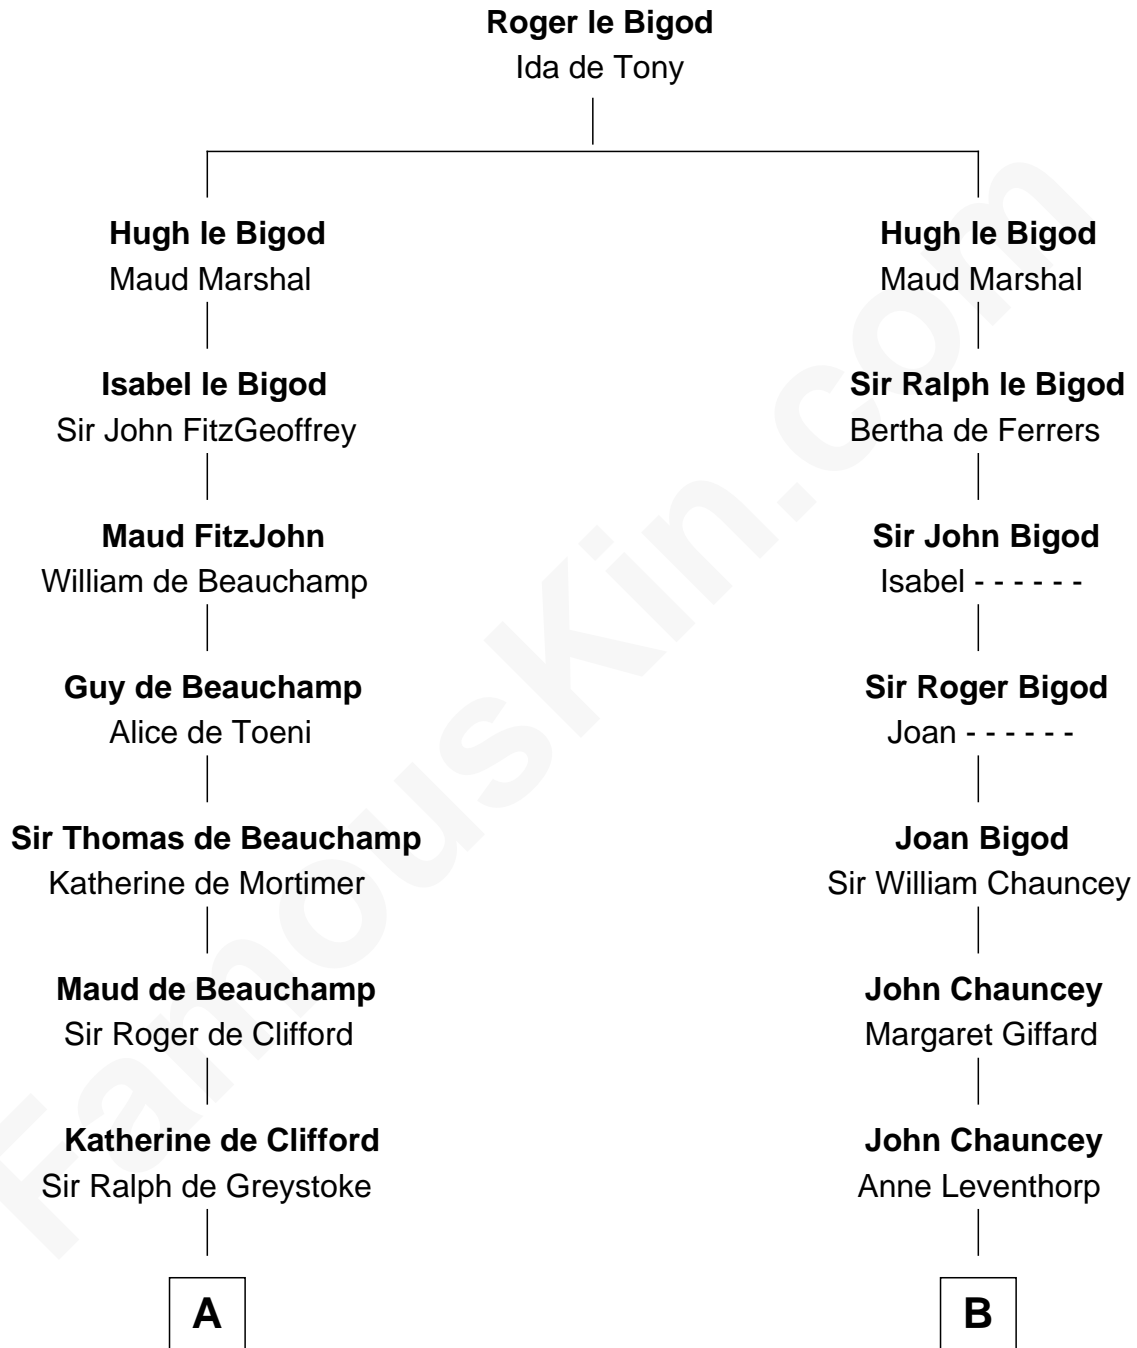 Roger le Bigod
Ida de Tony
Hugh le Bigod
Maud Marshal
Hugh le Bigod
Maud Marshal
Isabel le Bigod
Sir John FitzGeoffrey
Sir Ralph le Bigod
Bertha de Ferrers
Maud FitzJohn
William de Beauchamp
Sir John Bigod
Isabel - - - - - -
Guy de Beauchamp
Alice de Toeni
Sir Roger Bigod
Joan - - - - - -
Sir Thomas de Beauchamp
Katherine de Mortimer
Joan Bigod
Sir William Chauncey
Maud de Beauchamp
Sir Roger de Clifford
John Chauncey
Margaret Giffard
Katherine de Clifford
Sir Ralph de Greystoke
John Chauncey
Anne Leventhorp
A
B
FamousKin.com